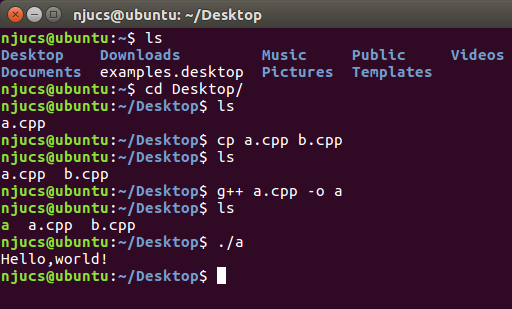 njucs@ubuntu: ~/Desktop
njucs@ubuntu:~$ ls
Desktop    Downloads         Music     Public     Videos
Documents  examples.desktop  Pictures  Templates
njucs@ubuntu:~$ cd Desktop/
njucs@ubuntu:~/Desktop$ ls
a.cpp
njucs@ubuntu:~/Desktop$ cp a.cpp b.cpp
njucs@ubuntu:~/Desktop$ ls
a.cpp  b.cpp
njucs@ubuntu:~/Desktop$ g++ a.cpp -o a
njucs@ubuntu:~/Desktop$ ls
a  a.cpp  b.cpp
njucs@ubuntu:~/Desktop$ ./a
Hello,world!
njucs@ubuntu:~/Desktop$